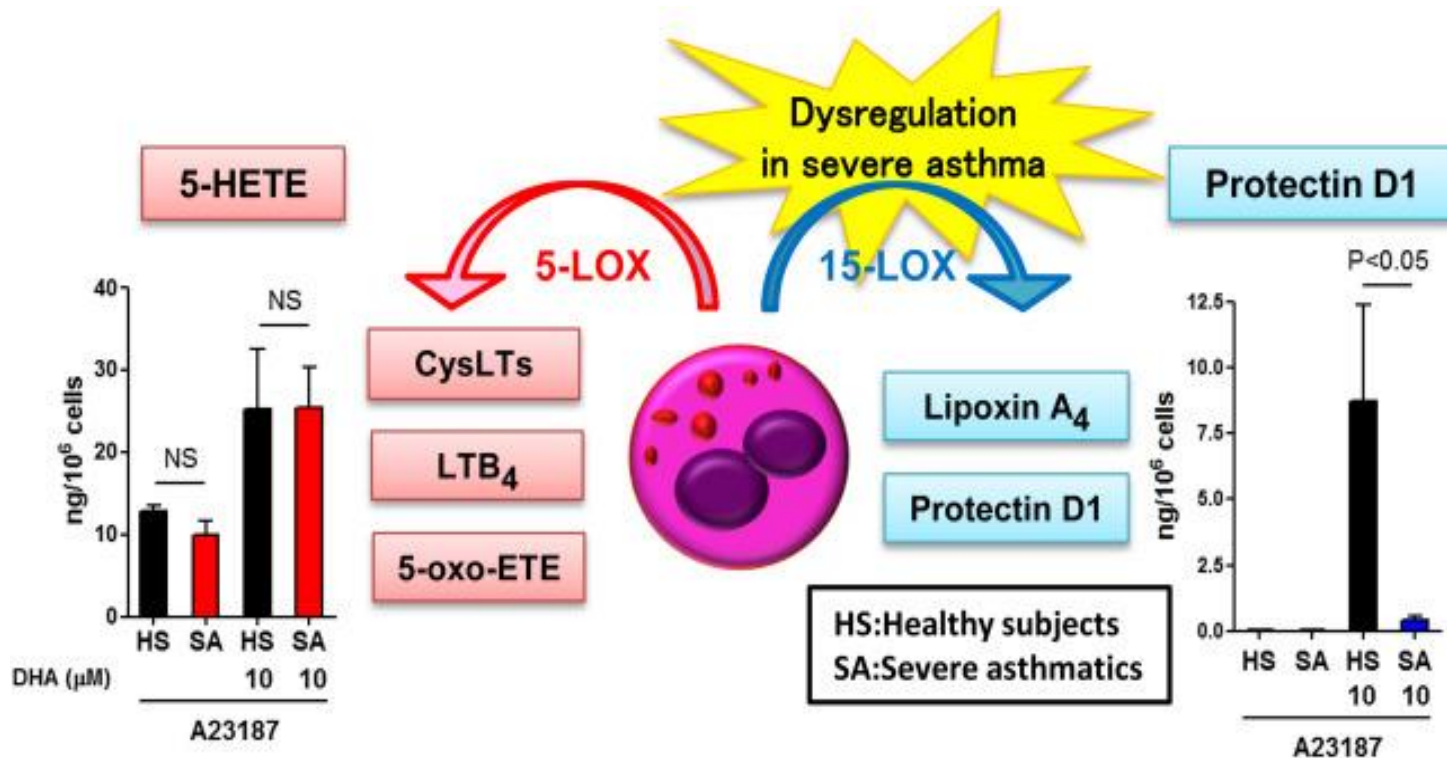 Dysregulation
in severe asthma
5-HETE
Protectin D1
5-LOX
15-LOX
40
30
20
10
0
ng/10⁶ cells
NS
NS
HS
SA
HS
SA
DHA (μM)
10
10
A23187
CysLTs
LTB₄
5-oxo-ETE
Lipoxin A₄
Protectin D1
HS:Healthy subjects
SA:Severe asthmatics
P<0.05
12.5
10.0
7.5
5.0
2.5
0.0
ng/10⁶ cells
HS
SA
HS
SA
10
10
A23187